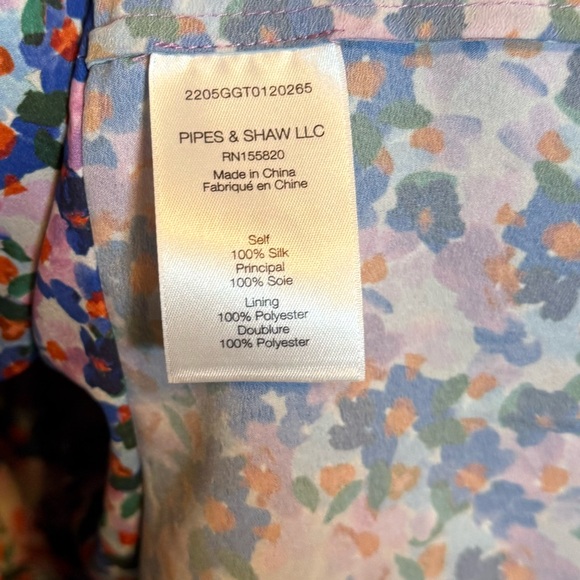 2205GGT0120265
PIPES & SHAW LLC
RN155820
Made in China
Fabriqué en Chine
Self
100% Silk
Principal
100% Soie
Lining
100% Polyester
Doublure
100% Polyester